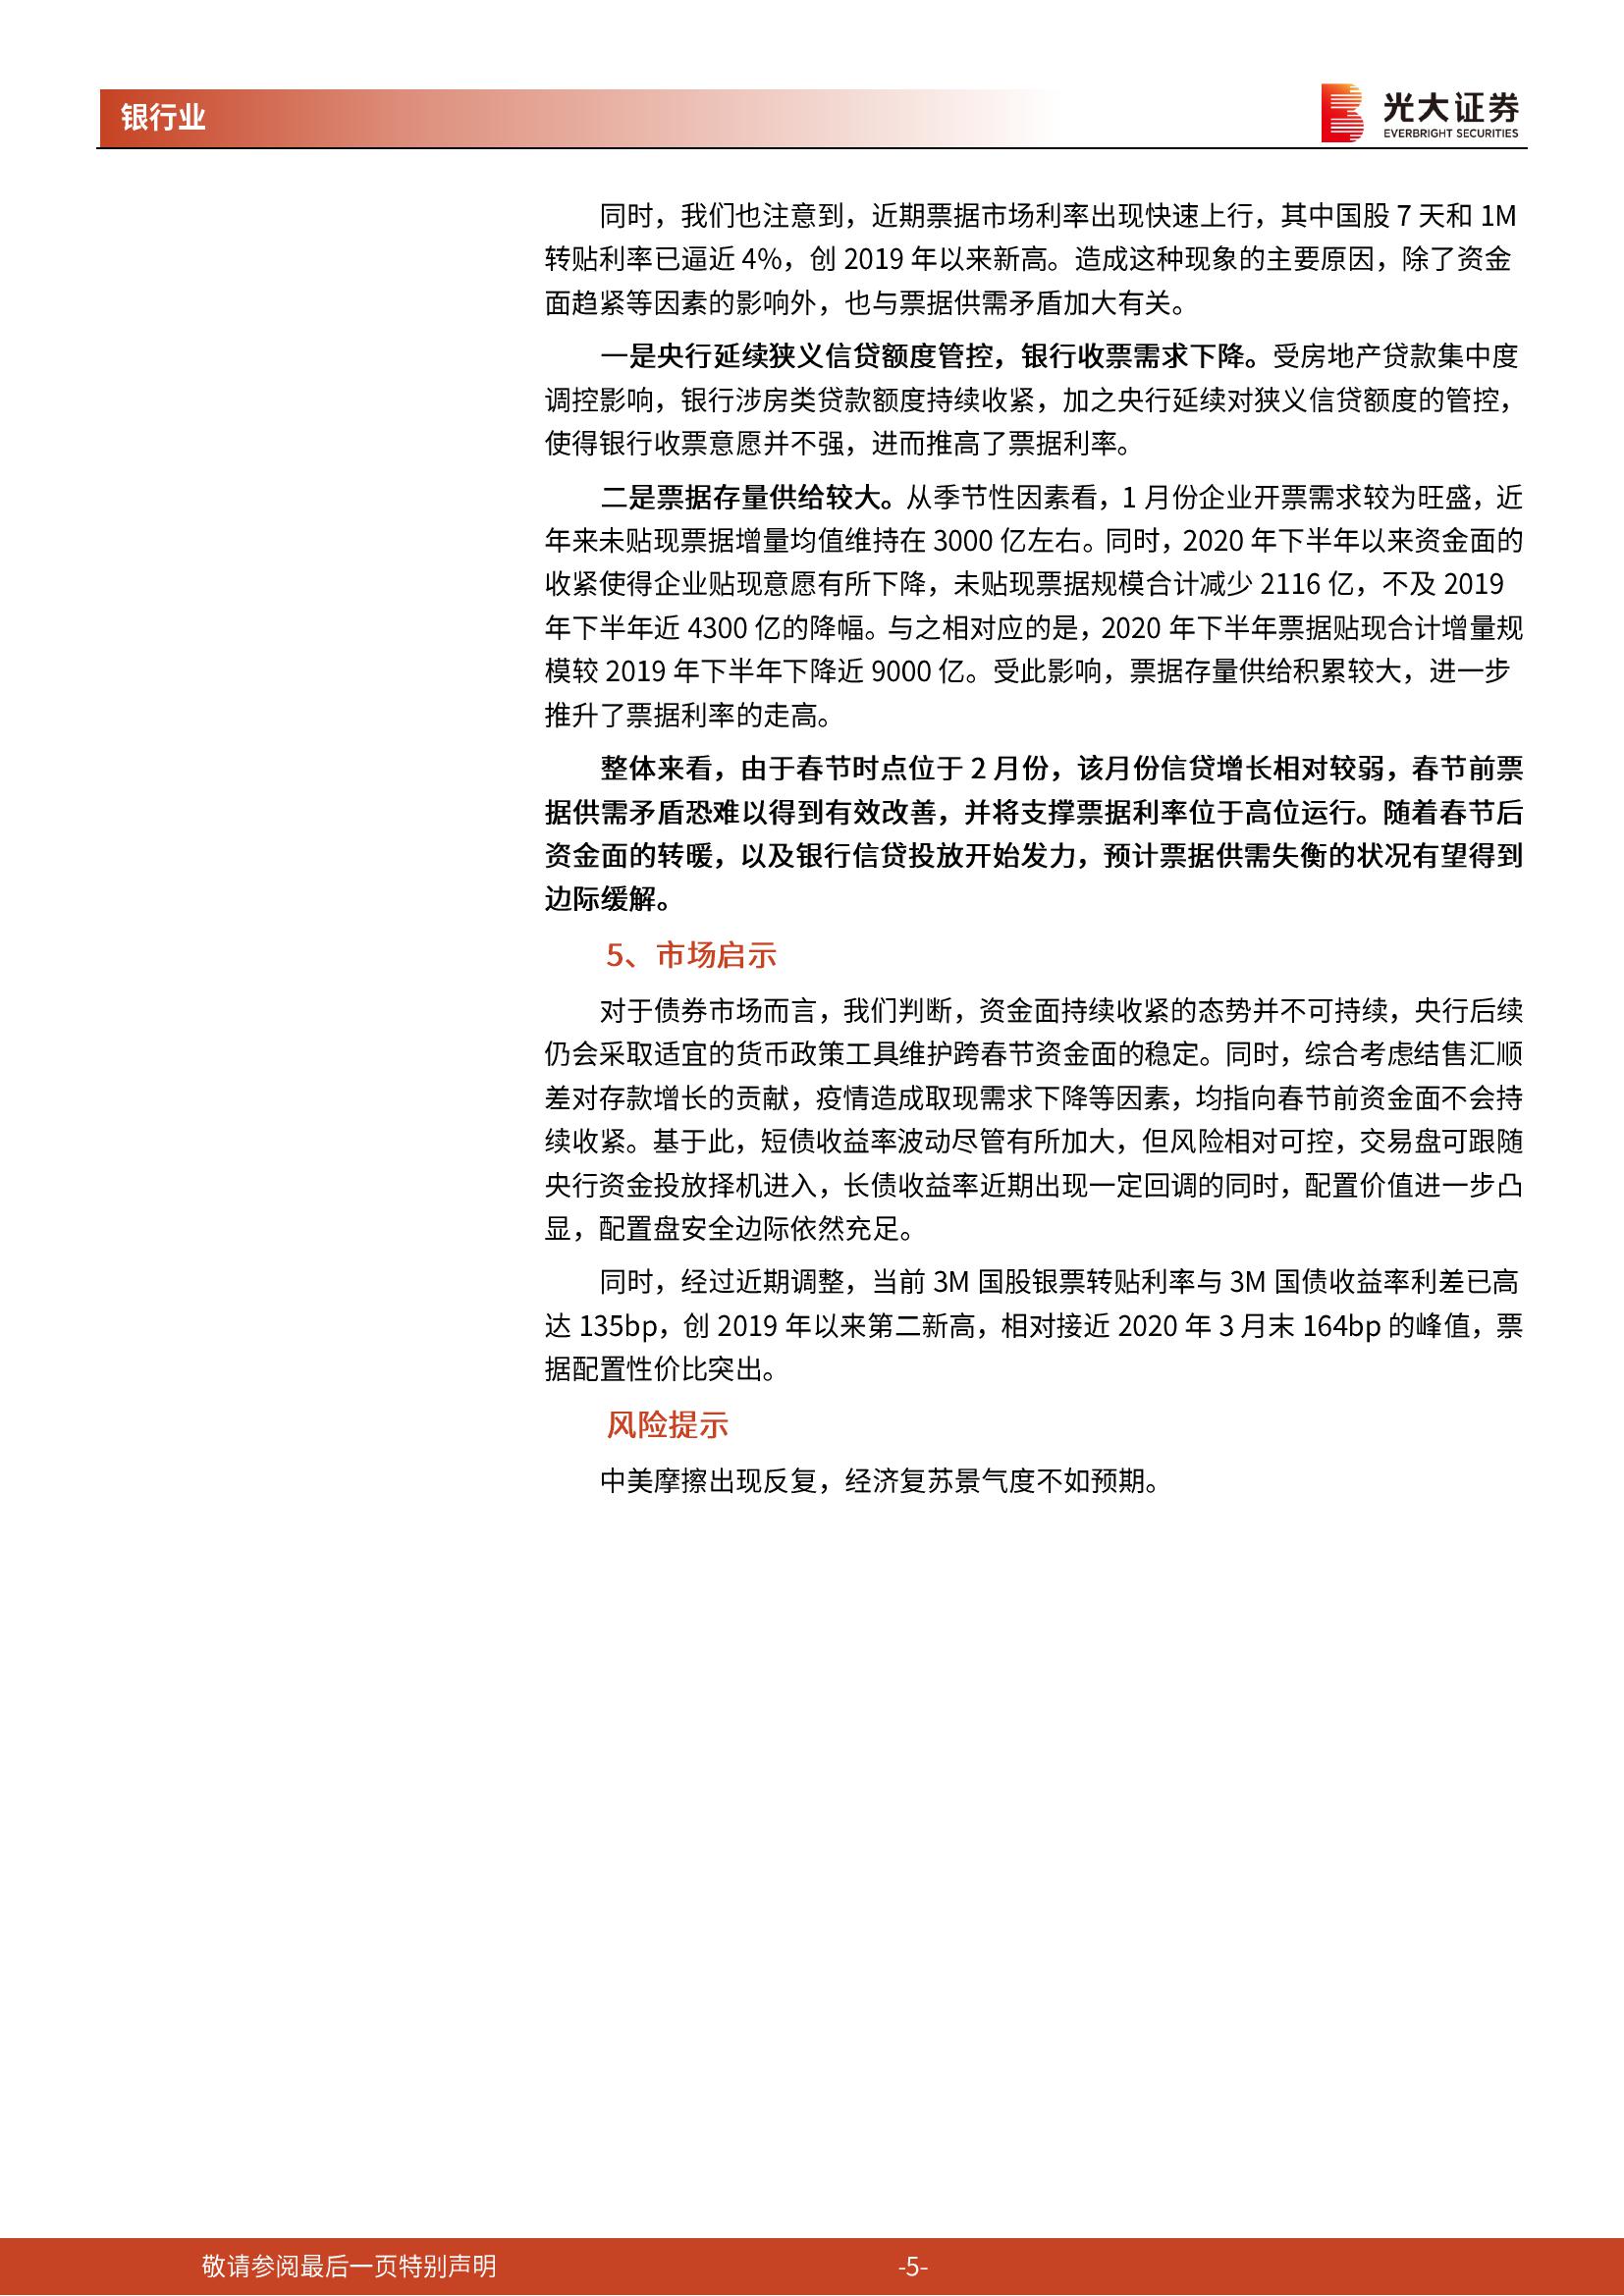 银行业
光大证券
EVERBRIGHT SECURITIES
同时，我们也注意到，近期票据市场利率出现快速上行，其中国股 7 天和 1M
转贴利率已逼近 4%，创 2019 年以来新高。造成这种现象的主要原因，除了资金
面趋紧等因素的影响外，也与票据供需矛盾加大有关。
一是央行延续狭义信贷额度管控，银行收票需求下降。受房地产贷款集中度
调控影响，银行涉房类贷款额度持续收紧，加之央行延续对狭义信贷额度的管控，
使得银行收票意愿并不强，进而推高了票据利率。
二是票据存量供给较大。从季节性因素看，1 月份企业开票需求较为旺盛，近
年来未贴现票据增量均值维持在 3000 亿左右。同时，2020 年下半年以来资金面的
收紧使得企业贴现意愿有所下降，未贴现票据规模合计减少 2116 亿，不及 2019
年下半年近 4300 亿的降幅。与之相对应的是，2020 年下半年票据贴现合计增量规
模较 2019 年下半年下降近 9000 亿。受此影响，票据存量供给积累较大，进一步
推升了票据利率的走高。
整体来看，由于春节时点位于 2 月份，该月份信贷增长相对较弱，春节前票
据供需矛盾恐难以得到有效改善，并将支撑票据利率位于高位运行。随着春节后
资金面的转暖，以及银行信贷投放开始发力，预计票据供需失衡的状况有望得到
边际缓解。
5、市场启示
对于债券市场而言，我们判断，资金面持续收紧的态势并不可持续，央行后续
仍会采取适宜的货币政策工具维护跨春节资金面的稳定。同时，综合考虑结售汇顺
差对存款增长的贡献，疫情造成取现需求下降等因素，均指向春节前资金面不会持
续收紧。基于此，短债收益率波动尽管有所加大，但风险相对可控，交易盘可跟随
央行资金投放择机进入，长债收益率近期出现一定回调的同时，配置价值进一步凸
显，配置盘安全边际依然充足。
同时，经过近期调整，当前 3M 国股银票转贴利率与 3M 国债收益率利差已高
达 135bp，创 2019 年以来第二新高，相对接近 2020 年 3 月末 164bp 的峰值，票
据配置性价比突出。
风险提示
中美摩擦出现反复，经济复苏景气度不如预期。
敬请参阅最后一页特别声明
-5-